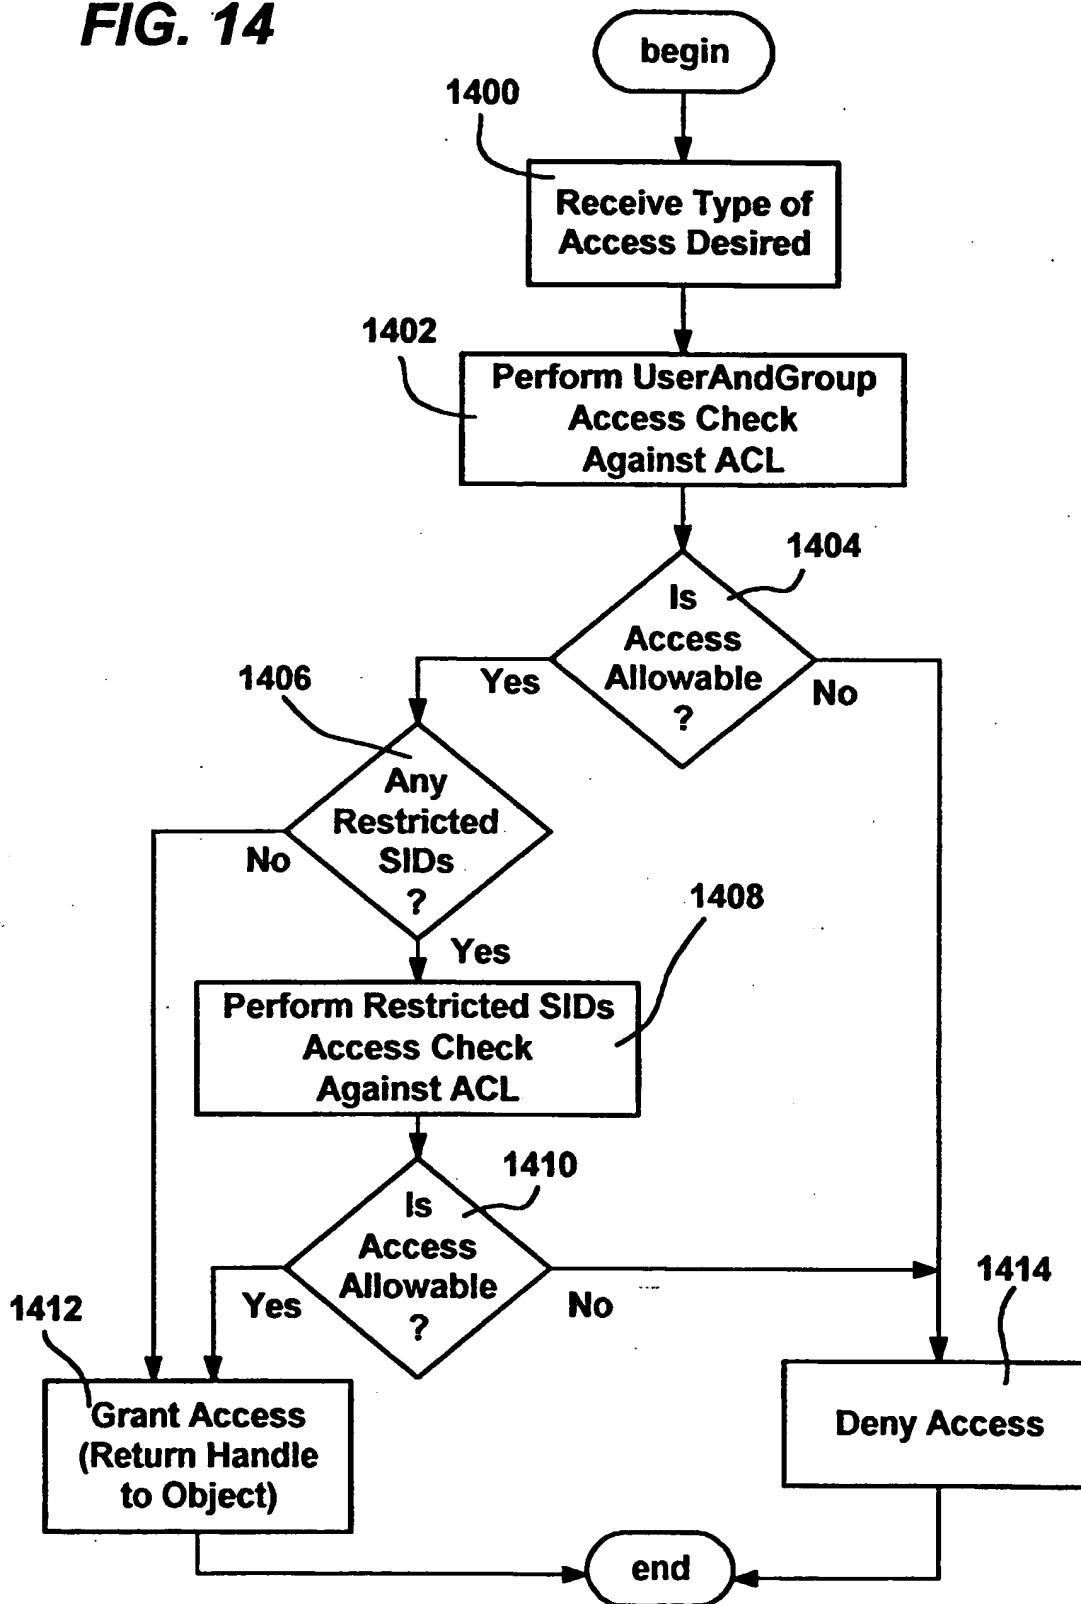 FIG. 14
begin
1400
Receive Type of
Access Desired
1402
Perform UserAndGroup
Access Check
Against ACL
1404
Is
Access
Allowable
?
Yes
No
1406
Any
Restricted
SIDs
?
No
Yes
1408
Perform Restricted SIDs
Access Check
Against ACL
1410
Is
Access
Allowable
?
Yes
No
1412
Grant Access
(Return Handle
to Object)
1414
Deny Access
end